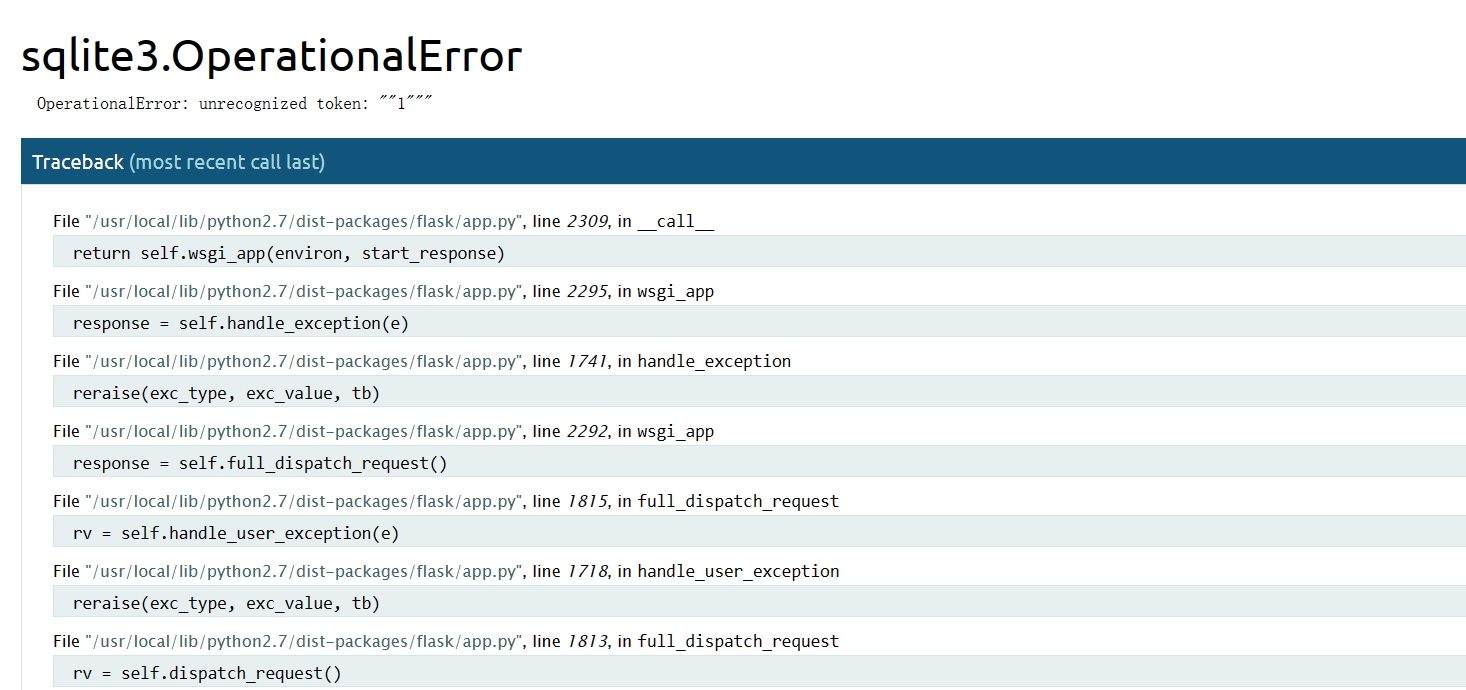 sqlite3.OperationalError
OperationalError: unrecognized token: ""1"""
Traceback (most recent call last)
File "/usr/local/lib/python2.7/dist-packages/flask/app.py", line 2309, in __call__
return self.wsgi_app(environ, start_response)
File "/usr/local/lib/python2.7/dist-packages/flask/app.py", line 2295, in wsgi_app
response = self.handle_exception(e)
File "/usr/local/lib/python2.7/dist-packages/flask/app.py", line 1741, in handle_exception
reraise(exc_type, exc_value, tb)
File "/usr/local/lib/python2.7/dist-packages/flask/app.py", line 2292, in wsgi_app
response = self.full_dispatch_request()
File "/usr/local/lib/python2.7/dist-packages/flask/app.py", line 1815, in full_dispatch_request
rv = self.handle_user_exception(e)
File "/usr/local/lib/python2.7/dist-packages/flask/app.py", line 1718, in handle_user_exception
reraise(exc_type, exc_value, tb)
File "/usr/local/lib/python2.7/dist-packages/flask/app.py", line 1813, in full_dispatch_request
rv = self.dispatch_request()